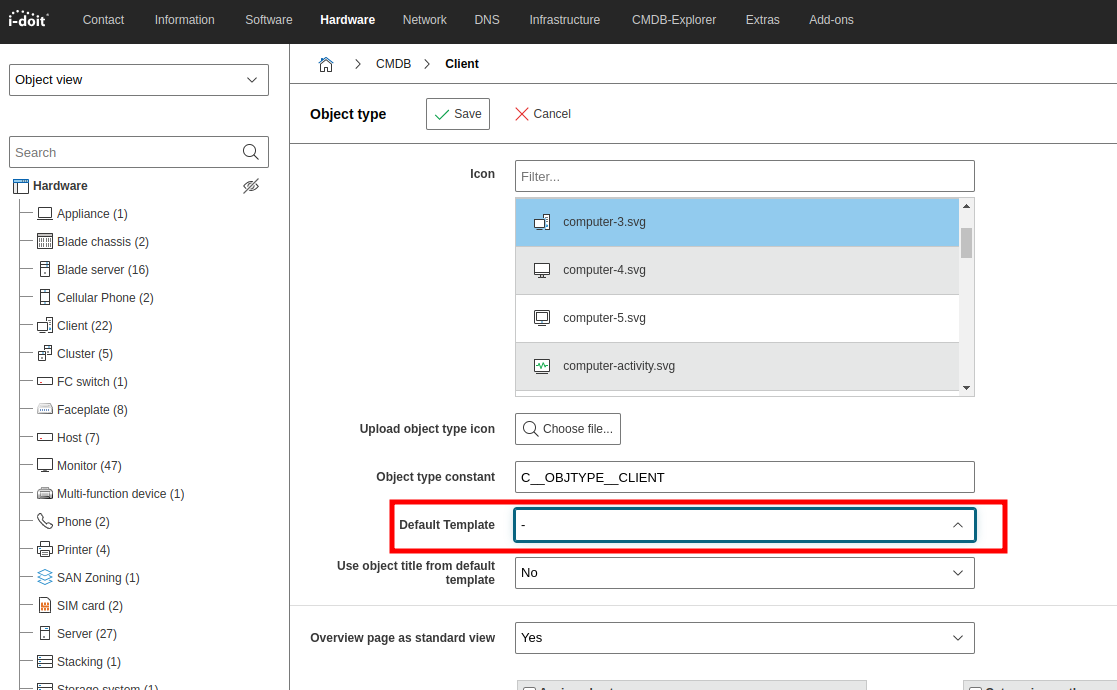 i-doit
Contact Information Software Hardware Network DNS Infrastructure CMDB-Explorer Extras Add-ons
Object view
Search
Hardware
Appliance (1)
Blade chassis (2)
Blade server (16)
Cellular Phone (2)
Client (22)
Cluster (5)
FC switch (1)
Faceplate (8)
Host (7)
Monitor (47)
Multi-function device (1)
Phone (2)
Printer (4)
SAN Zoning (1)
SIM card (2)
Server (27)
Stacking (1)
Storage system (1)
CMDB Client
Object type Save Cancel
Icon Filter...
computer-3.svg
computer-4.svg
computer-5.svg
computer-activity.svg
Upload object type icon Choose file...
Object type constant C__OBJTYPE__CLIENT
Default Template -
Use object title from default
template
No
Overview page as standard view Yes